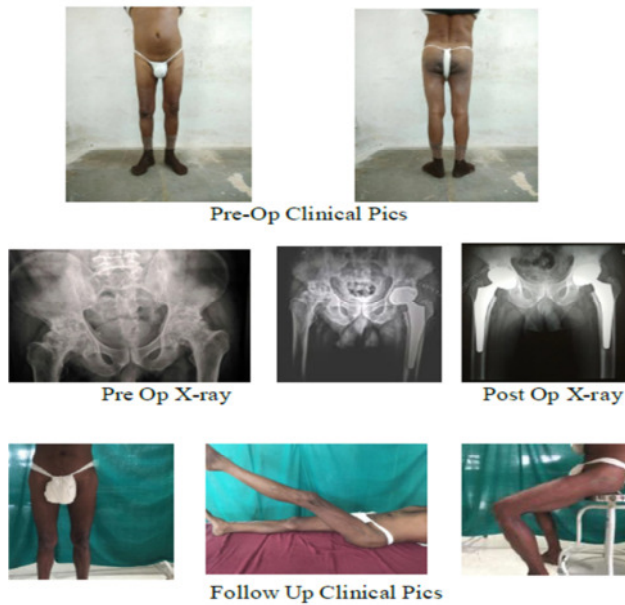 Pre-Op Clinical Pics
Pre Op X-ray
Post Op X-ray
Follow Up Clinical Pics